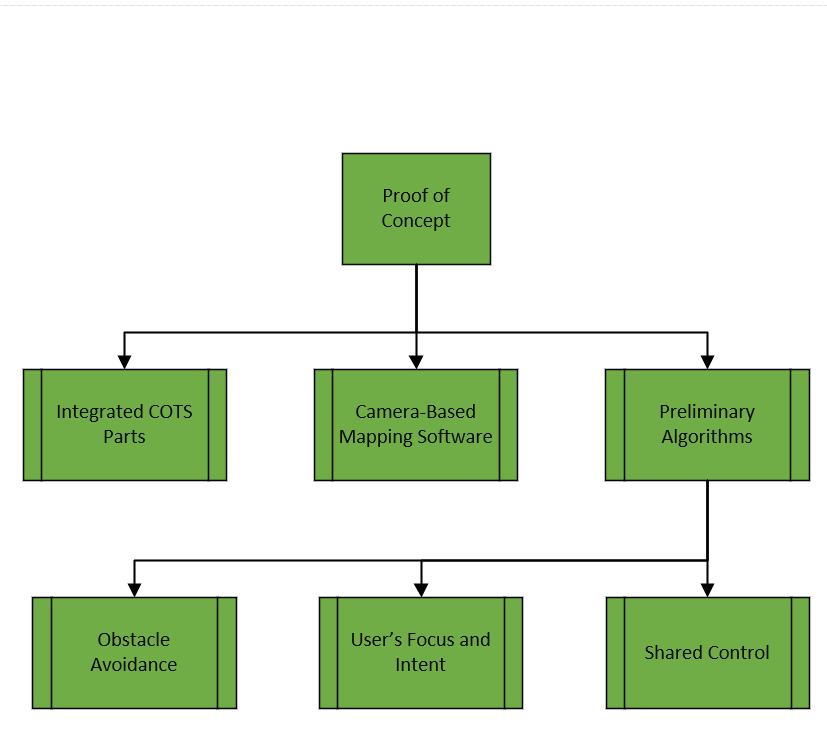 Proof of
Concept
Integrated COTS
Parts
Camera-Based
Mapping Software
Preliminary
Algorithms
Obstacle
Avoidance
User’s Focus and
Intent
Shared Control